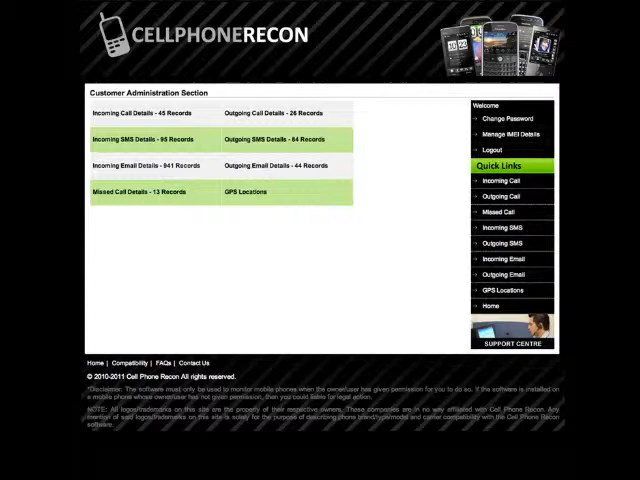 CELLPHONERECON
Customer Administration Section
Incoming Call Details - 45 Records
Outgoing Call Details - 26 Records
Incoming SMS Details - 95 Records
Outgoing SMS Details - 64 Records
Incoming Email Details - 941 Records
Outgoing Email Details - 44 Records
Missed Call Details - 13 Records
GPS Locations
Welcome
Change Password
Manage IMEI Details
Logout
Quick Links
Incoming Call
Outgoing Call
Missed Call
Incoming SMS
Outgoing SMS
Incoming Email
Outgoing Email
GPS Locations
Home
SUPPORT CENTRE
Home | Compatibility | FAQs | Contact Us
© 2010-2011 Cell Phone Recon All rights reserved.
*Disclaimer: The software must only be used to monitor mobile phones when the owner/user has given permission for you to do so. If the software is installed on
a mobile phone whose owner/user has not given permission, then you could liable for legal action.
NOTE: All logos/trademarks on this site are the property of their respective owners. These companies are in no way affiliated with Cell Phone Recon. Any
mention of said logos/trademarks on this site is solely for the purpose of describing phone brand/type/model and carrier compatibility with the Cell Phone Recon
software.